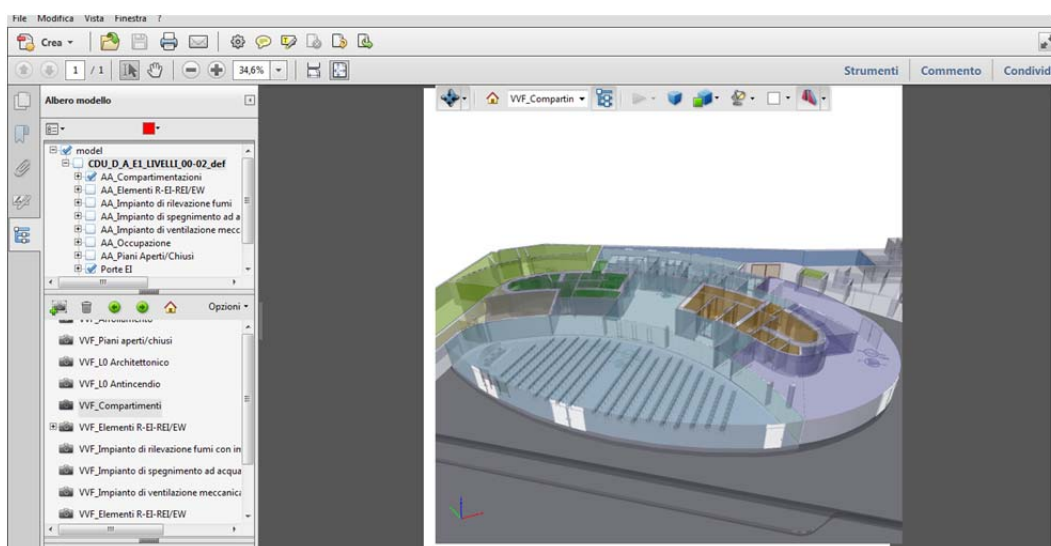 File Modifica Vista Finestra ?
Crea
1 / 1 34,6% Strumenti Commento Condivid
Albero modello
VVF_Compartin
model
CDU_D_A_E1_LIVELLI_00-02_def
AA_Compartimentazioni
AA_Elementi R-EI-REI/EW
AA_Impianto di rilevazione fumi
AA_Impianto di spegnimento ad a
AA_Impianto di ventilazione mecc
AA_Occupazione
AA_Piani Aperti/Chiusi
Porte EI
Opzioni
VVF_Piani aperti/chiusi
VVF_L0 Architettonico
VVF_L0 Antincendio
VVF_Compartimenti
VVF_Elementi R-EI-REI/EW
VVF_Impianto di rilevazione fumi con in
VVF_Impianto di spegnimento ad acqua
VVF_Impianto di ventilazione meccanica
VVF_Elementi R-EI-REI/EW